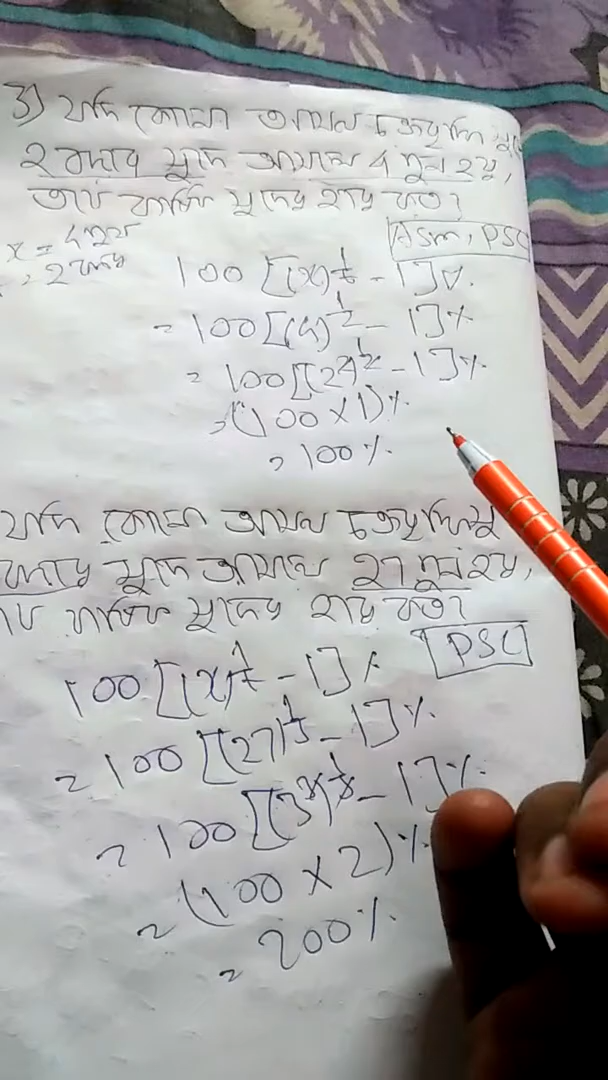 3) যদি কোনো আসল চক্রবৃদ্ধি
২ বছরে সুদে আসলে 4 গুন হয়,
তবে বার্ষিক সুদের হার কত?
Asm, PSC
x = 4 গুন
= 2 বছর
100 [(x)^1/t - 1]%
= 100 [(4)^1/2 - 1]%
= 100 [(2²)^1/2 - 1]%
= (100 × 1)%
= 100%
যদি কোনো আসল চক্রবৃদ্ধি
বছরে সুদে আসলে ২৭ গুন হয়,
বার্ষিক সুদের হার কত?
PSC
100 [(x)^1/t - 1]%
= 100 [(27)^1/3 - 1]%
= 100 [(3³)^1/3 - 1]%
= (100 × 2)%
= 200%